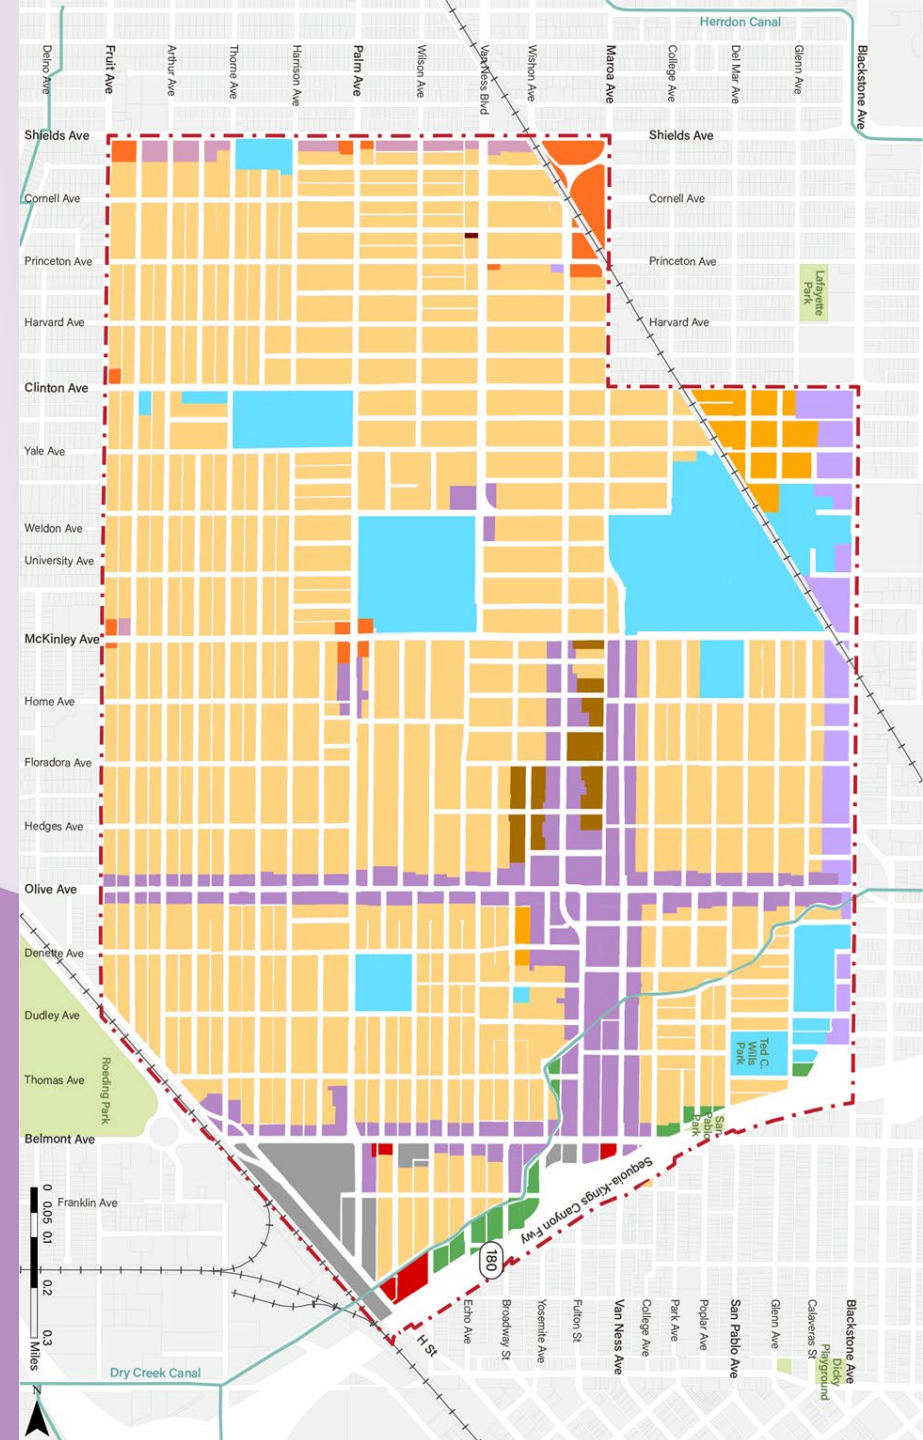 Herrdon Canal
Delno Ave
Fruit Ave
Arthur Ave
Thorne Ave
Harrison Ave
Palm Ave
Wilson Ave
Van Ness Blvd
Wishon Ave
Maroa Ave
College Ave
Del Mar Ave
Glenn Ave
Blackstone Ave
Shields Ave
Shields Ave
Cornell Ave
Cornell Ave
Princeton Ave
Princeton Ave
Lafayette
Park
Harvard Ave
Harvard Ave
Clinton Ave
Yale Ave
Weldon Ave
University Ave
McKinley Ave
Home Ave
Floradora Ave
Hedges Ave
Olive Ave
Denette Ave
Dudley Ave
Ted C.
Wills
Park
Thomas Ave
Roeding Park
San
Pablo
Park
Belmont Ave
Sequoia-Kings Canyon Fwy
180
Franklin Ave
0
0.05
0.1
0.2
0.3
Miles
H St
Echo Ave
Broadway St
Yosemite Ave
Fulton St
Van Ness Ave
College Ave
Park Ave
Poplar Ave
San Pablo Ave
Glenn Ave
Calaveras St
Blackstone Ave
Dicky
Playground
Dry Creek Canal
N